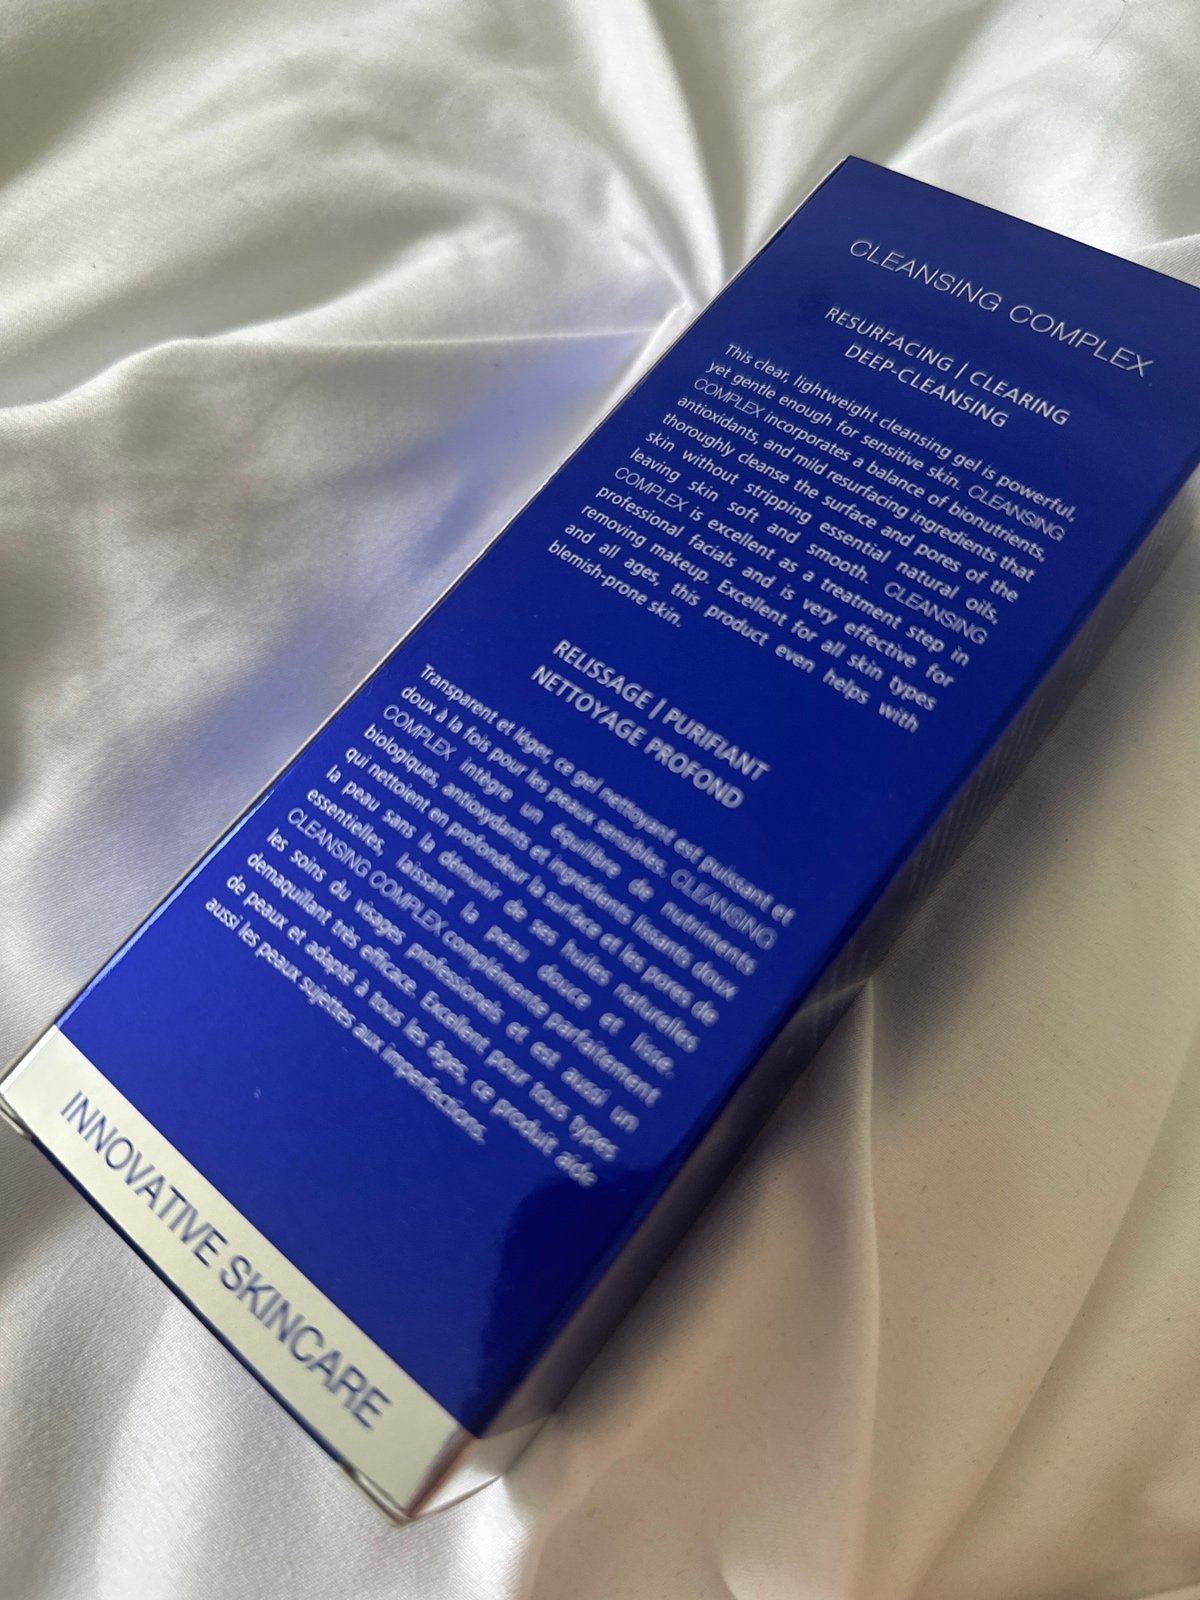 CLEANSING COMPLEX
RESURFACING | CLEARING
DEEP-CLEANSING
This clear, lightweight cleansing gel is powerful,
yet gentle enough for sensitive skin. CLEANSING
COMPLEX incorporates a balance of bionutrients,
antioxidants, and mild resurfacing ingredients that
thoroughly cleanse the surface and pores of the
skin without stripping essential natural oils,
leaving skin soft and smooth. CLEANSING
COMPLEX is excellent as a treatment step in
professional facials and is very effective for
removing makeup. Excellent for all skin types
and all ages, this product even helps with
blemish-prone skin.
RELISSAGE | PURIFIANT
NETTOYAGE PROFOND
Transparent et léger, ce gel nettoyant est puissant et
doux à la fois pour les peaux sensibles. CLEANSING
COMPLEX intègre un équilibre de nutriments
biologiques, antioxydants et ingrédients lissants doux
qui nettoient en profondeur la surface et les pores de
la peau sans la démunir de ses huiles naturelles
essentielles, laissant la peau douce et lisse.
CLEANSING COMPLEX complémente parfaitement
les soins du visages professionels et est aussi un
demaquillant très efficace. Excellent pour tous types
de peaux et adapté à tous les âges, ce produit aide
aussi les peaux sujettes aux imperfections.
INNOVATIVE SKINCARE